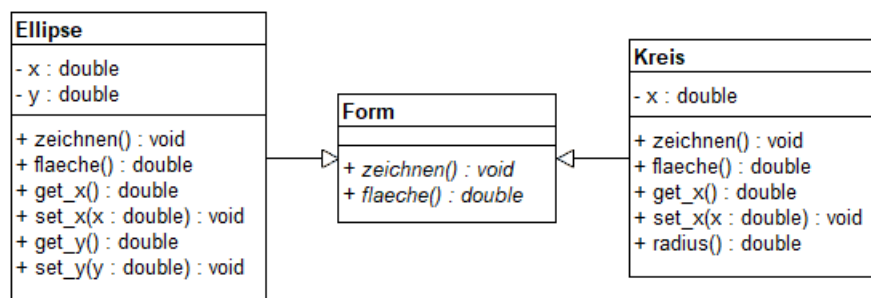 Ellipse
- x : double
- y : double
+ zeichnen() : void
+ flaeche() : double
+ get_x() : double
+ set_x(x : double) : void
+ get_y() : double
+ set_y(y : double) : void
Form
+ zeichnen() : void
+ flaeche() : double
Kreis
- x : double
+ zeichnen() : void
+ flaeche() : double
+ get_x() : double
+ set_x(x : double) : void
+ radius() : double